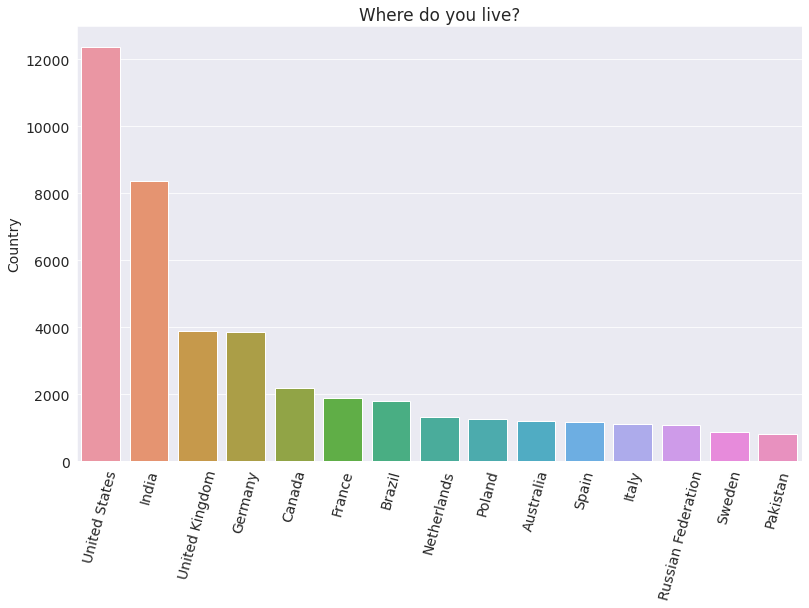 Where do you live?
Country
12000
10000
8000
6000
4000
2000
0
United States
India
United Kingdom
Germany
Canada
France
Brazil
Netherlands
Poland
Australia
Spain
Italy
Russian Federation
Sweden
Pakistan